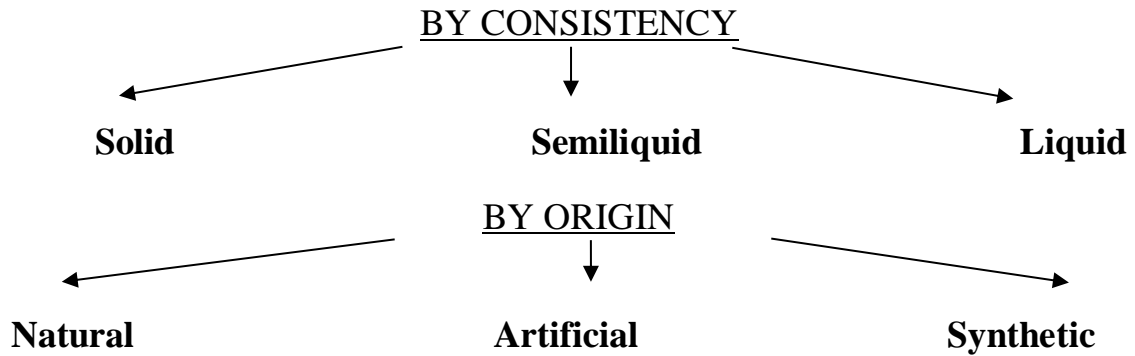 BY CONSISTENCY
Solid Semiliquid Liquid
BY ORIGIN
Natural Artificial Synthetic